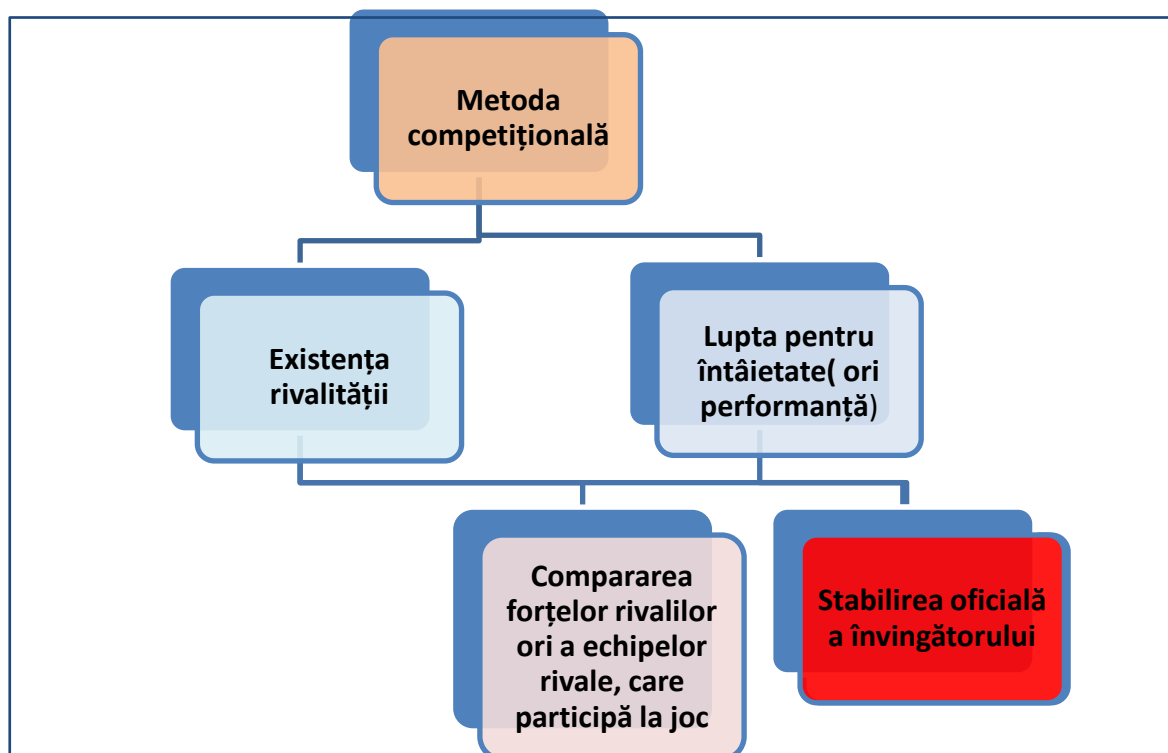 Metoda
competițională
Existența
rivalității
Lupta pentru
întâietate( ori
performanță)
Compararea
forțelor rivalilor
ori a echipelor
rivale, care
participă la joc
Stabilirea oficială
a învingătorului